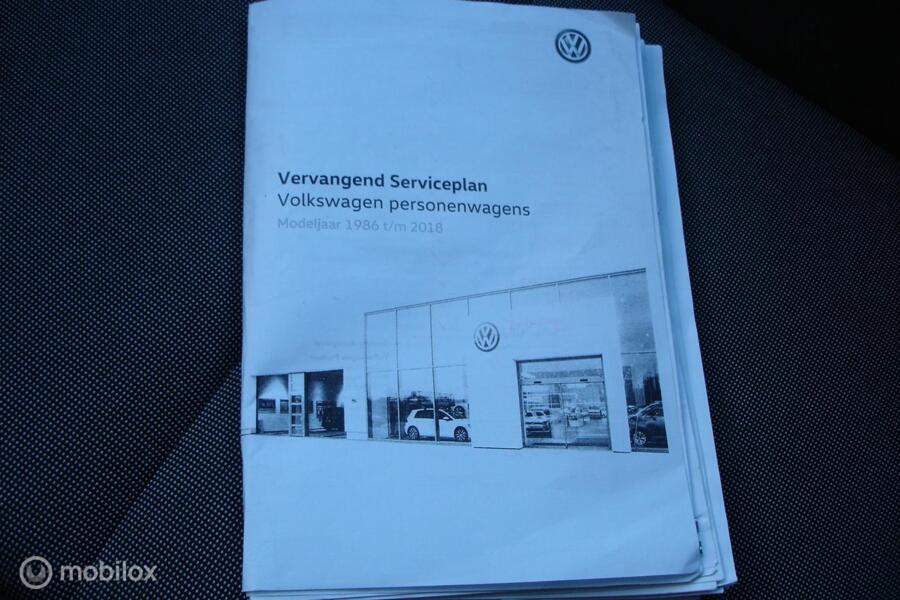 Vervangend Serviceplan
Volkswagen personenwagens
Modeljaar 1986 t/m 2018
mobilox